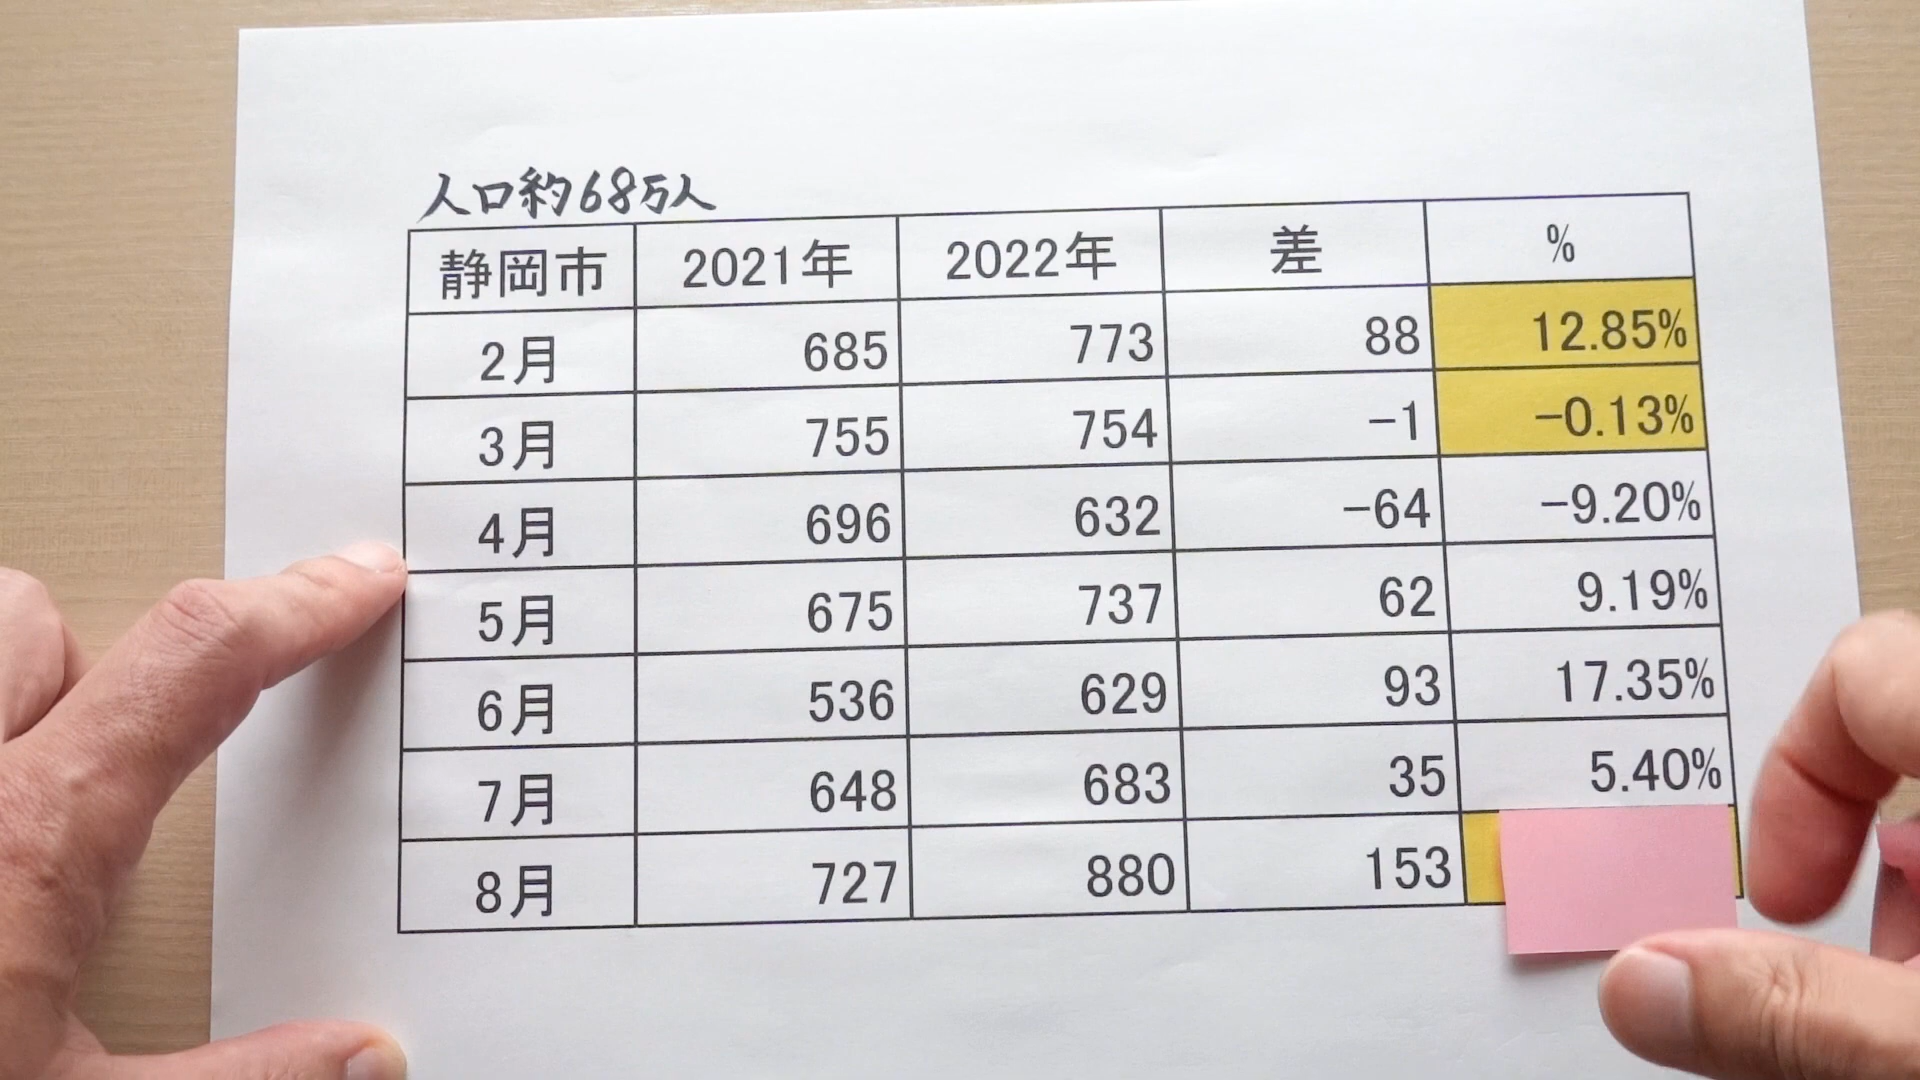 人口約68万人
静岡市 2021年 2022年 差 %
2月 685 773 88 12.85%
3月 755 754 -1 -0.13%
4月 696 632 -64 -9.20%
5月 675 737 62 9.19%
6月 536 629 93 17.35%
7月 648 683 35 5.40%
8月 727 880 153